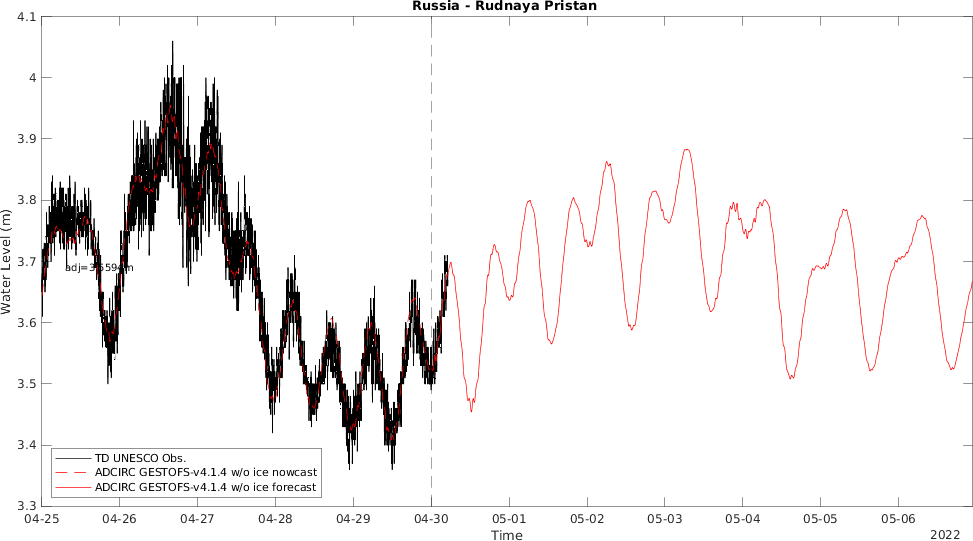 Russia - Rudnaya Pristan
4.1
4
3.9
3.8
3.7
3.6
3.5
3.4
3.3
Water Level (m)
TD UNESCO Obs.
ADCIRC GESTOFS-v4.1.4 w/o ice nowcast
ADCIRC GESTOFS-v4.1.4 w/o ice forecast
04-25 04-26 04-27 04-28 04-29 04-30 05-01 05-02 05-03 05-04 05-05 05-06
Time
2022